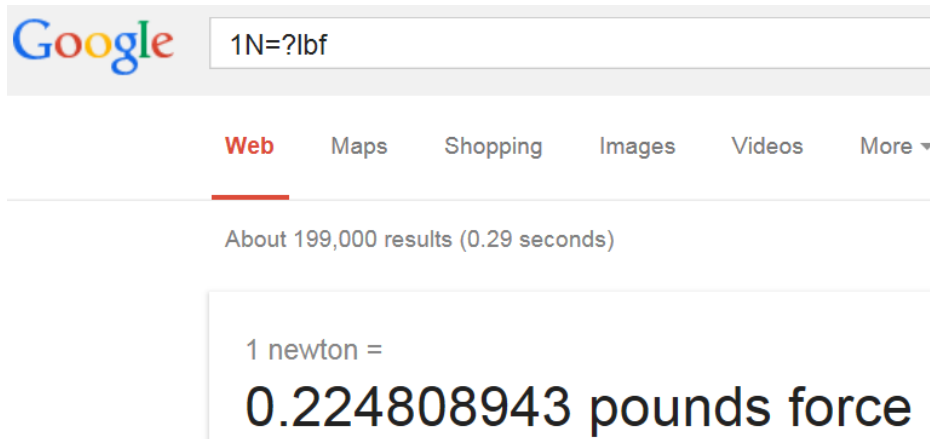 Google 1N=?lbf
Web Maps Shopping Images Videos More
About 199,000 results (0.29 seconds)
1 newton =
0.224808943 pounds force